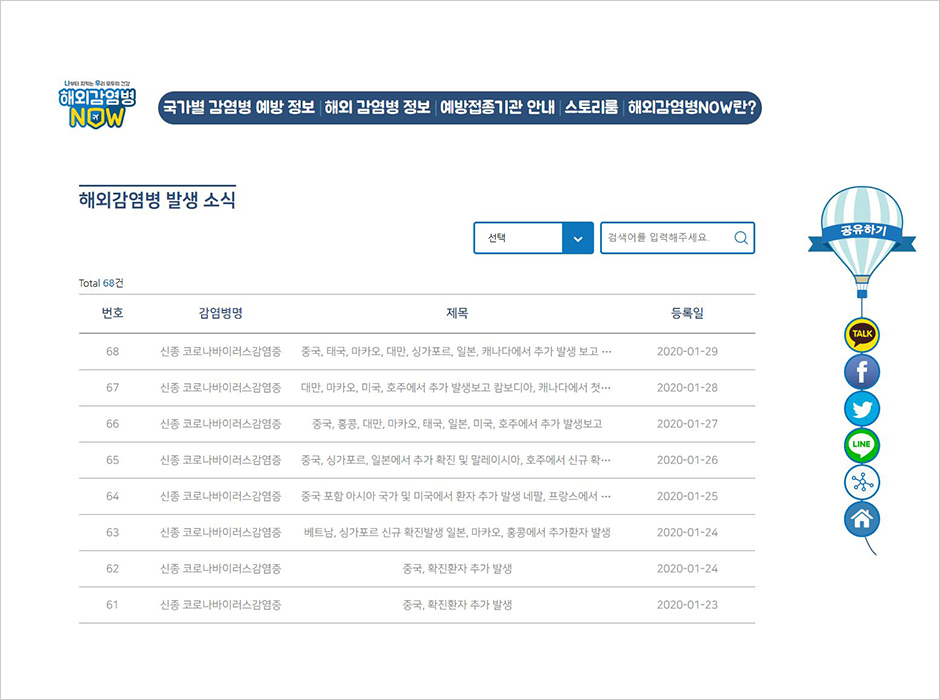 나부터 지키는 우리 모두의 건강
해외감염병
NOW
국가별 감염병 예방 정보 | 해외 감염병 정보 | 예방접종기관 안내 | 스토리룸 | 해외감염병NOW란?
해외감염병 발생 소식
선택
검색어를 입력해주세요.
공유하기
Total 68건
번호 감염병명 제목 등록일
68 신종 코로나바이러스감염증 중국, 태국, 마카오, 대만, 싱가포르, 일본, 캐나다에서 추가 발생 보고 ··· 2020-01-29
67 신종 코로나바이러스감염증 대만, 마카오, 미국, 호주에서 추가 발생보고 캄보디아, 캐나다에서 첫··· 2020-01-28
66 신종 코로나바이러스감염증 중국, 홍콩, 대만, 마카오, 태국, 일본, 미국, 호주에서 추가 발생보고 2020-01-27
65 신종 코로나바이러스감염증 중국, 싱가포르, 일본에서 추가 확진 및 말레이시아, 호주에서 신규 확··· 2020-01-26
64 신종 코로나바이러스감염증 중국 포함 아시아 국가 및 미국에서 환자 추가 발생 네팔, 프랑스에서 ··· 2020-01-25
63 신종 코로나바이러스감염증 베트남, 싱가포르 신규 확진발생 일본, 마카오, 홍콩에서 추가환자 발생 2020-01-24
62 신종 코로나바이러스감염증 중국, 확진환자 추가 발생 2020-01-24
61 신종 코로나바이러스감염증 중국, 확진환자 추가 발생 2020-01-23
TALK
f
LINE